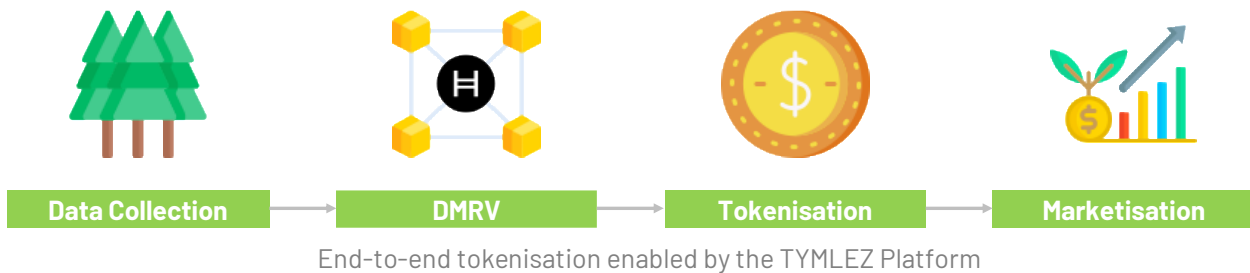 $
$
Data Collection
DMRV
Tokenisation
Marketisation
End-to-end tokenisation enabled by the TYMLEZ Platform